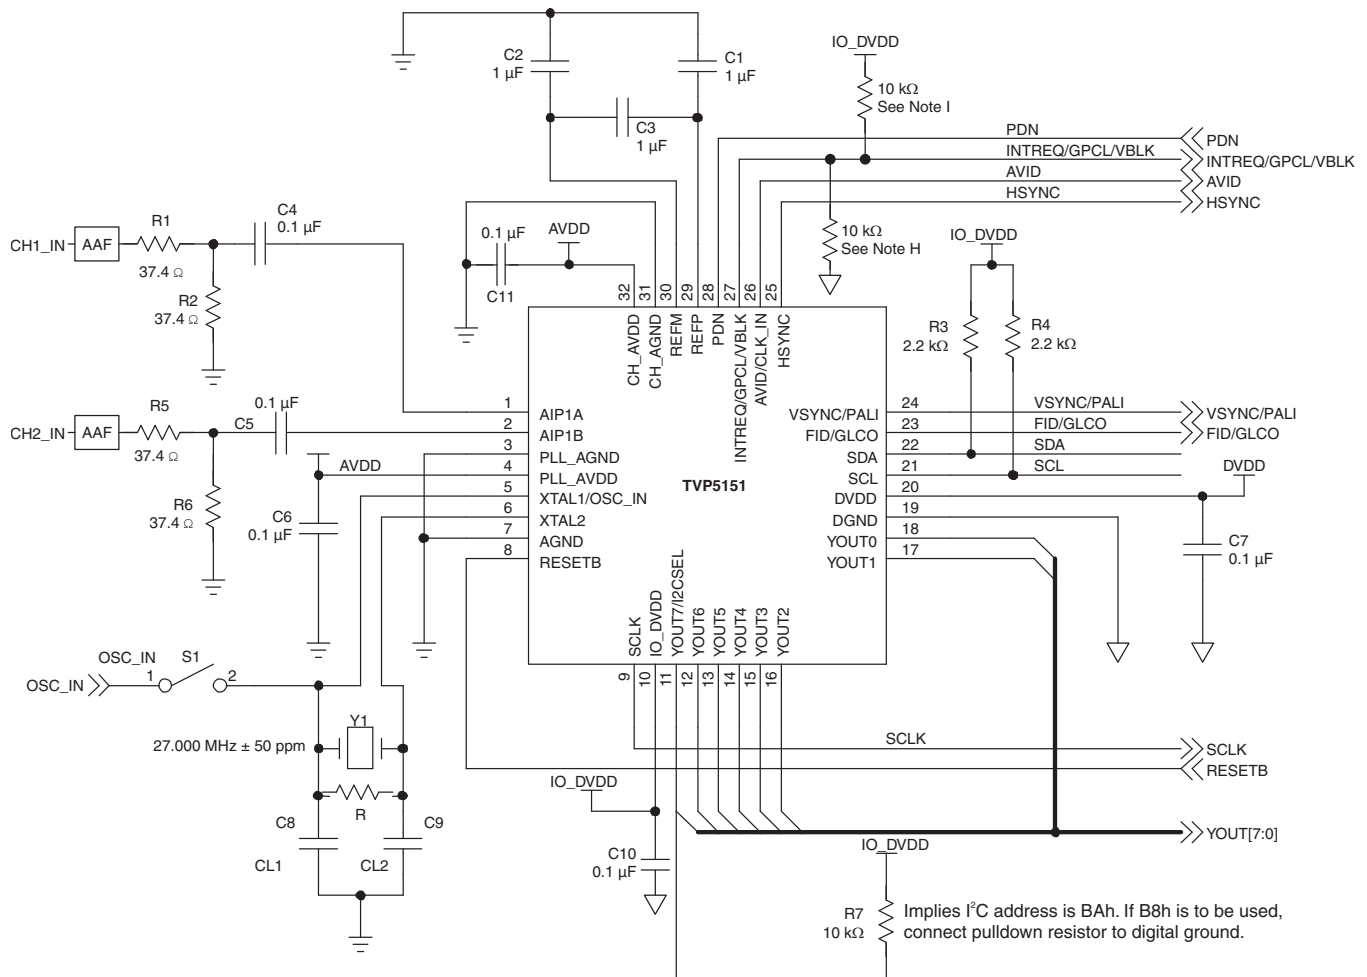 C2
1 µF
C1
1 µF
C3
1 µF
IO_DVDD
10 kΩ
See Note I
PDN
PDN
INTREQ/GPCL/VBLK
INTREQ/GPCL/VBLK
AVID
AVID
HSYNC
HSYNC
10 kΩ
See Note H
CH1_IN
AAF
R1
37.4 Ω
C4
0.1 µF
R2
37.4 Ω
0.1 µF
C11
AVDD
IO_DVDD
R3
2.2 kΩ
R4
2.2 kΩ
32
31
30
29
28
27
26
25
CH_AVDD
CH_AGND
REFM
REFP
PDN
INTREQ/GPCL/VBLK
AVID/CLK_IN
HSYNC
CH2_IN
AAF
R5
37.4 Ω
C5
0.1 µF
R6
37.4 Ω
AVDD
C6
0.1 µF
1
AIP1A
2
AIP1B
3
PLL_AGND
4
PLL_AVDD
5
XTAL1/OSC_IN
6
XTAL2
7
AGND
8
RESETB
TVP5151
VSYNC/PALI
24
VSYNC/PALI
VSYNC/PALI
FID/GLCO
23
FID/GLCO
FID/GLCO
SDA
22
SDA
SCL
21
SCL
DVDD
20
DVDD
DGND
19
YOUT0
18
YOUT1
17
C7
0.1 µF
SCLK
IO_DVDD
YOUT7/I2CSEL
YOUT6
YOUT5
YOUT4
YOUT3
YOUT2
9
10
11
12
13
14
15
16
OSC_IN
OSC_IN
1
S1
2
Y1
27.000 MHz ± 50 ppm
R
C8
CL1
C9
CL2
SCLK
SCLK
RESETB
IO_DVDD
C10
0.1 µF
YOUT[7:0]
IO_DVDD
R7
10 kΩ
Implies I²C address is BAh. If B8h is to be used,
connect pulldown resistor to digital ground.